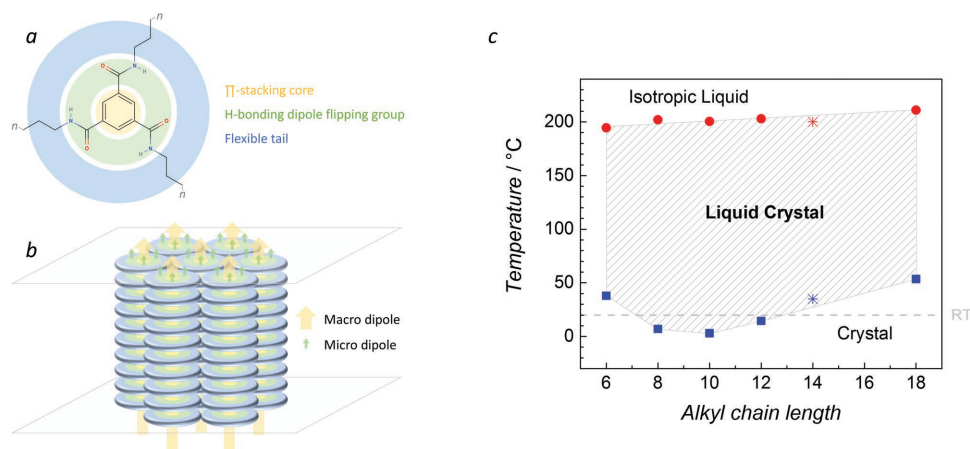 a
n
O
N
H
H
N
O
n
O
N
H
n
∏-stacking core
H-bonding dipole flipping group
Flexible tail
b
Macro dipole
Micro dipole
c
Isotropic Liquid
Liquid Crystal
Crystal
RT
Temperature / °C
200
150
100
50
0
6
8
10
12
14
16
18
Alkyl chain length